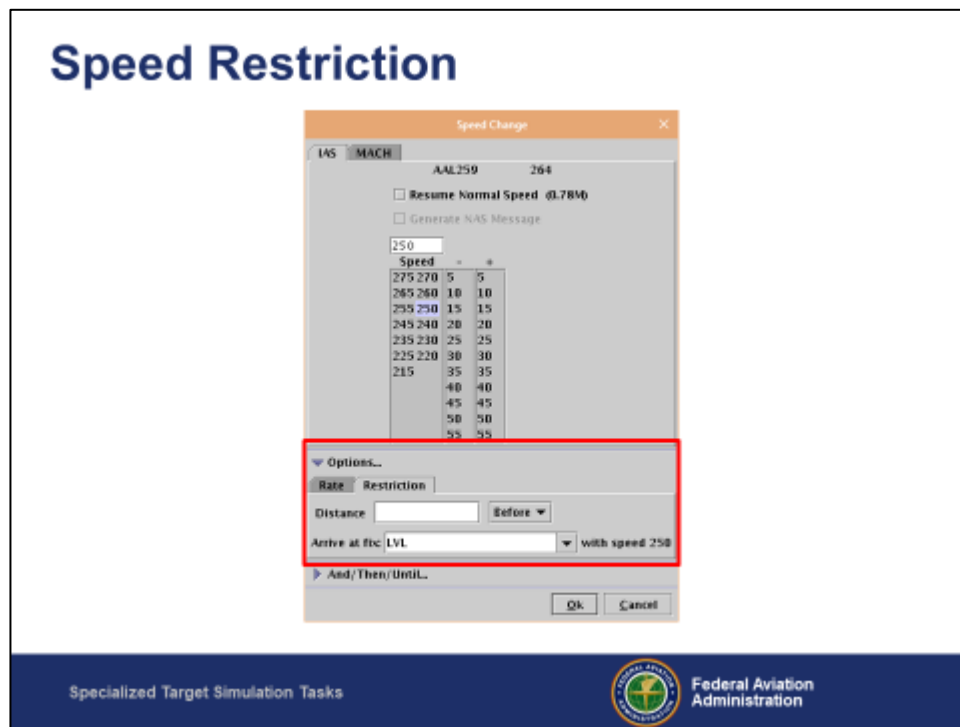 Speed Restriction
Speed Change ×
IAS MACH
AAL259 264
Resume Normal Speed (0.78M)
Generate NAS Message
250
Speed - +
275 270 5 5
265 260 10 10
255 250 15 15
245 240 20 20
235 230 25 25
225 220 30 30
215 35 35
40 40
45 45
50 50
55 55
Options...
Rate Restriction
Distance Before
Arrive at fix: LVL with speed 250
And/Then/Until...
Ok Cancel
Specialized Target Simulation Tasks
Federal Aviation
Administration